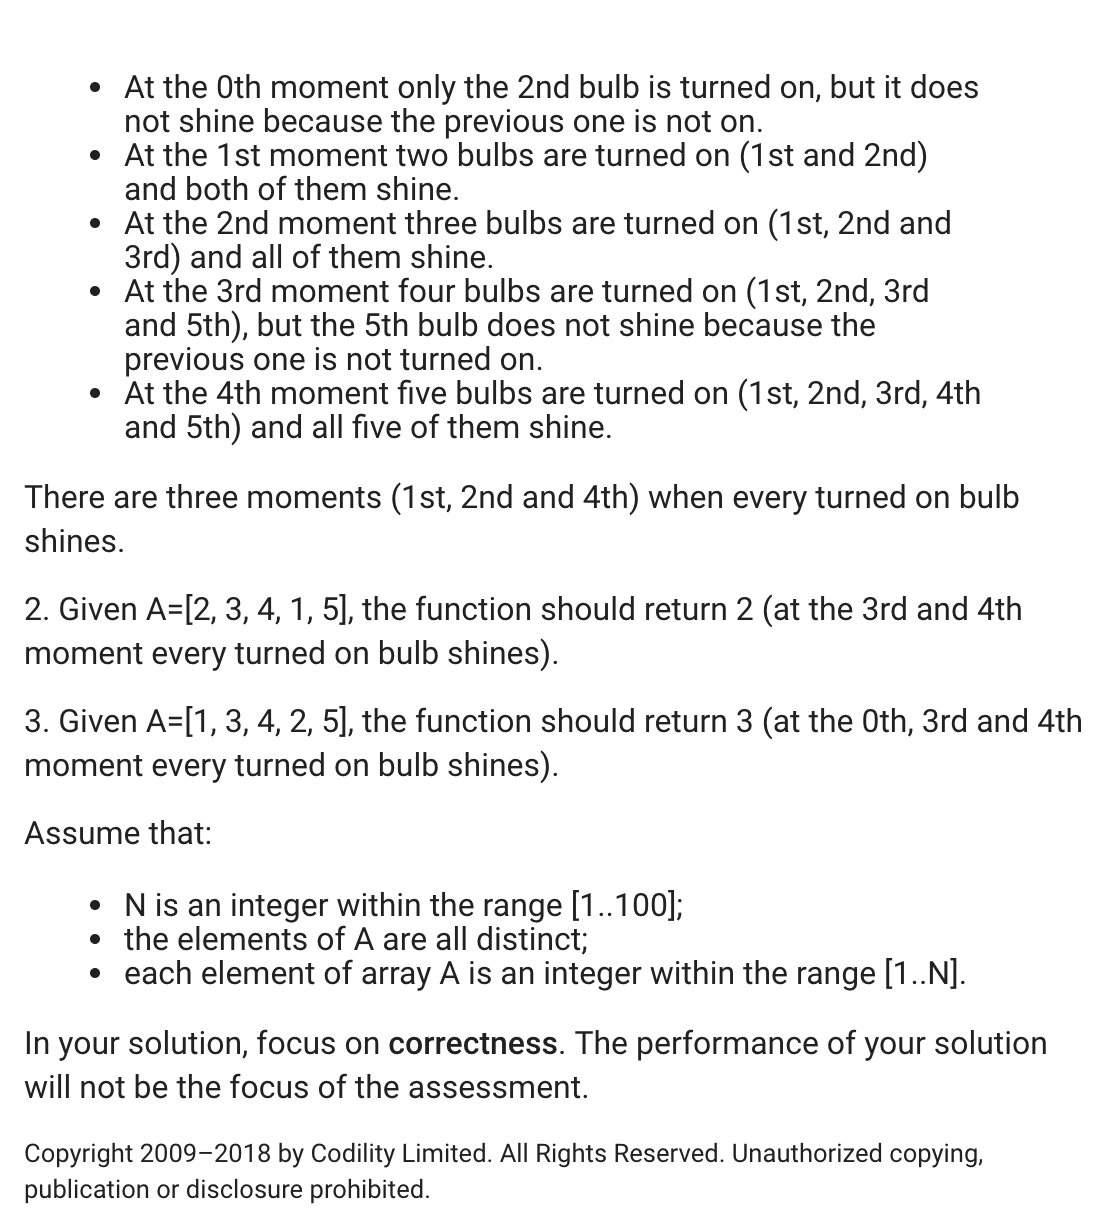 • At the 0th moment only the 2nd bulb is turned on, but it does
not shine because the previous one is not on.
• At the 1st moment two bulbs are turned on (1st and 2nd)
and both of them shine.
• At the 2nd moment three bulbs are turned on (1st, 2nd and
3rd) and all of them shine.
• At the 3rd moment four bulbs are turned on (1st, 2nd, 3rd
and 5th), but the 5th bulb does not shine because the
previous one is not turned on.
• At the 4th moment five bulbs are turned on (1st, 2nd, 3rd, 4th
and 5th) and all five of them shine.
There are three moments (1st, 2nd and 4th) when every turned on bulb
shines.
2. Given A=[2, 3, 4, 1, 5], the function should return 2 (at the 3rd and 4th
moment every turned on bulb shines).
3. Given A=[1, 3, 4, 2, 5], the function should return 3 (at the 0th, 3rd and 4th
moment every turned on bulb shines).
Assume that:
• N is an integer within the range [1..100];
• the elements of A are all distinct;
• each element of array A is an integer within the range [1..N].
In your solution, focus on correctness. The performance of your solution
will not be the focus of the assessment.
Copyright 2009–2018 by Codility Limited. All Rights Reserved. Unauthorized copying,
publication or disclosure prohibited.